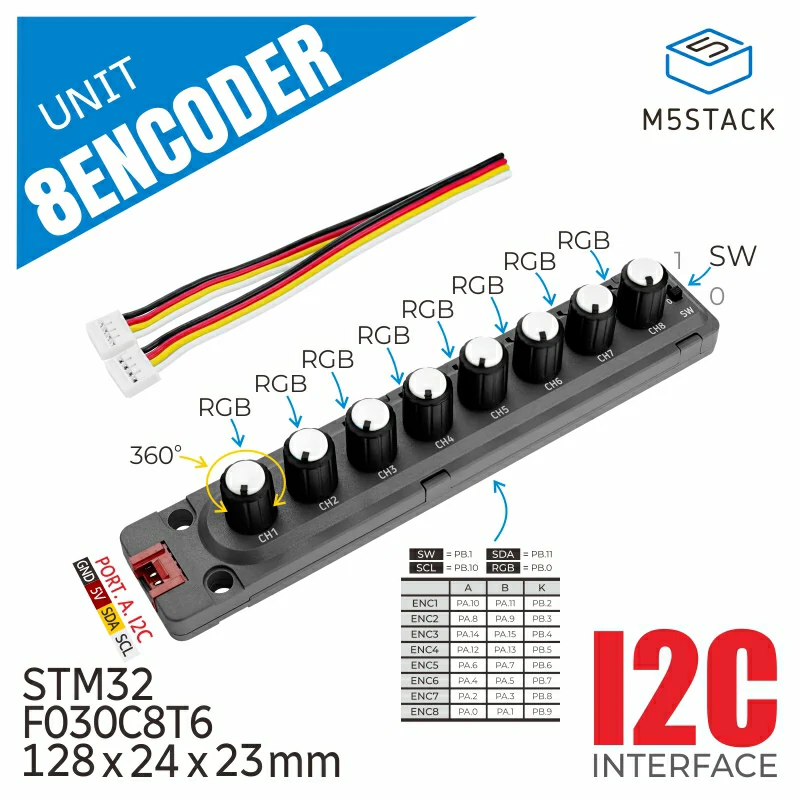 UNIT
8ENCODER
5
M5STACK
RGB
RGB
RGB
RGB
RGB
RGB
RGB
RGB
1
SW
0
0
SW
360°
CH1
CH2
CH3
CH4
CH5
CH6
CH7
CH8
PORT. A. I2C
GND
5V
SDA
SCL
SW = PB.1 SDA = PB.11
SCL = PB.10 RGB = PB.0
A B K
ENC1 PA.10 PA.11 PB.2
ENC2 PA.8 PA.9 PB.3
ENC3 PA.14 PA.15 PB.4
ENC4 PA.12 PA.13 PB.5
ENC5 PA.6 PA.7 PB.6
ENC6 PA.4 PA.5 PB.7
ENC7 PA.2 PA.3 PB.8
ENC8 PA.0 PA.1 PB.9
STM32
F030C8T6
128 x 24 x 23mm
I2C
INTERFACE